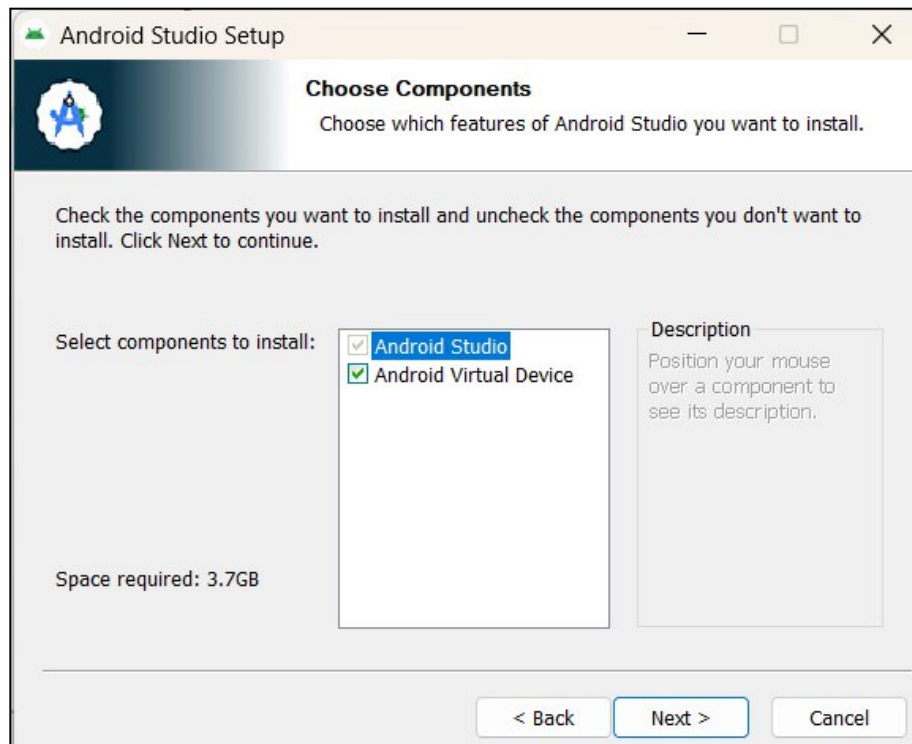 Android Studio Setup
Choose Components
Choose which features of Android Studio you want to install.
Check the components you want to install and uncheck the components you don't want to
install. Click Next to continue.
Select components to install:
Android Studio
Android Virtual Device
Description
Position your mouse
over a component to
see its description.
Space required: 3.7GB
< Back
Next >
Cancel